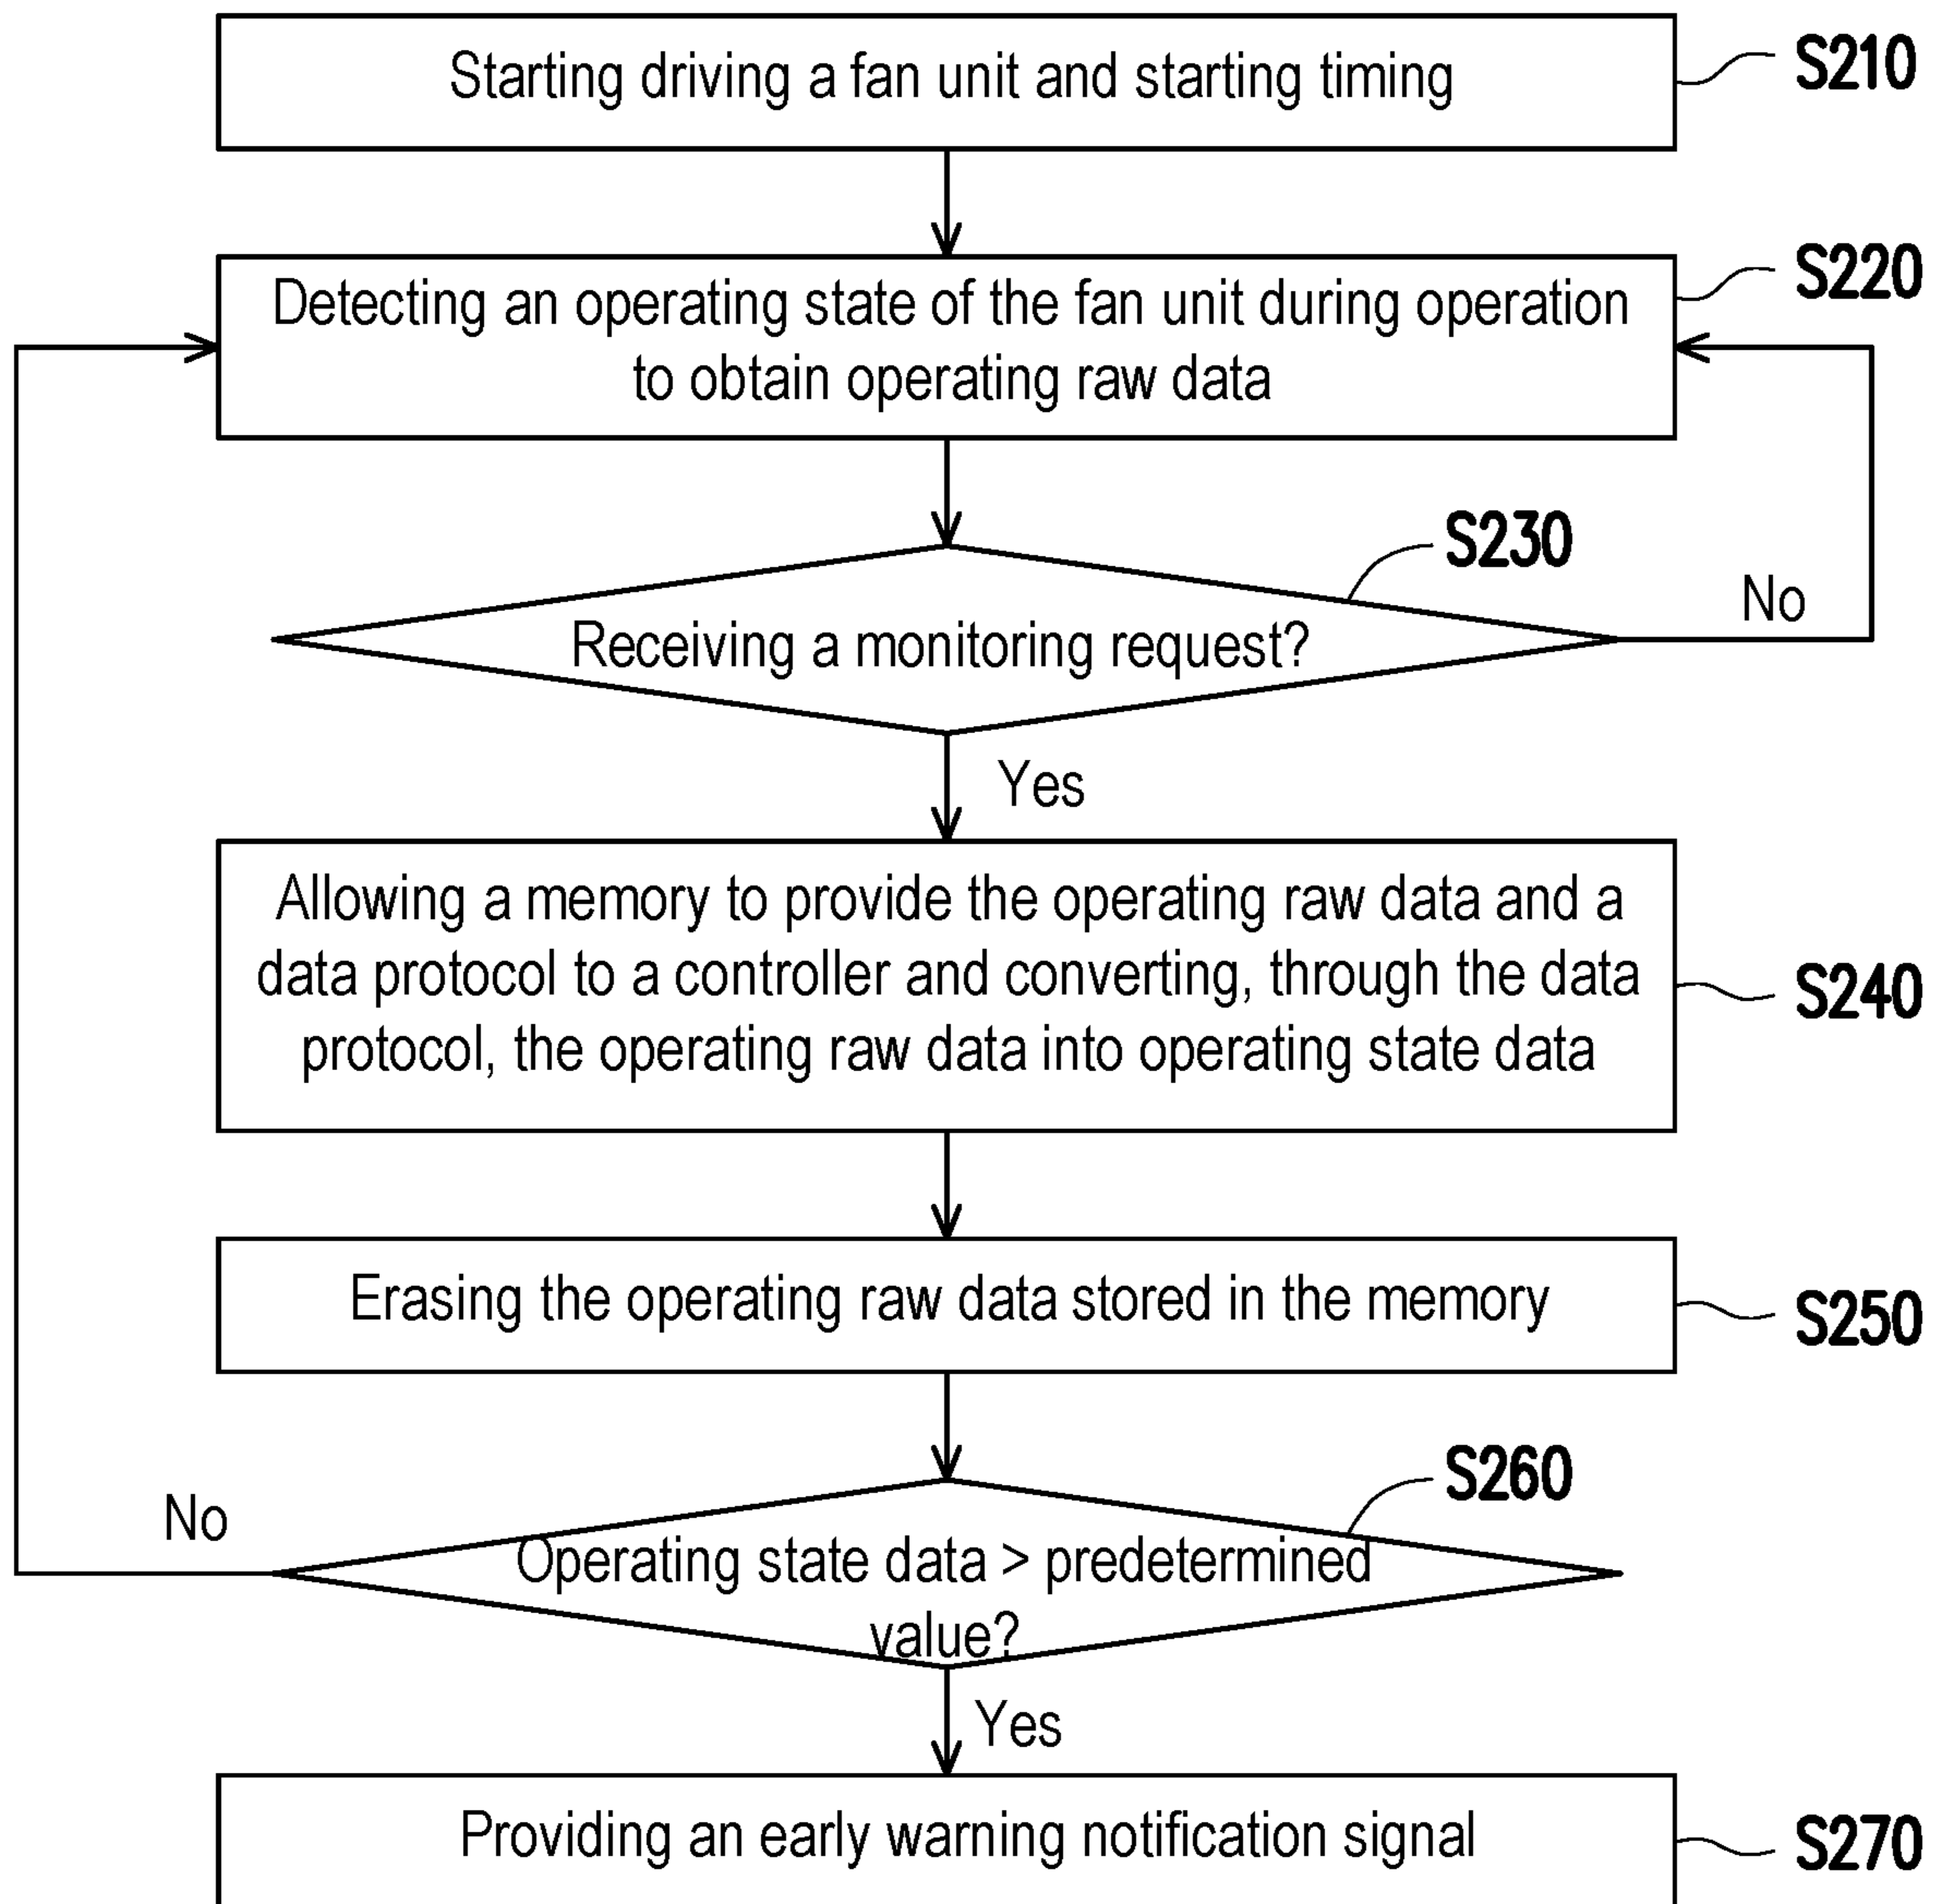 Starting driving a fan unit and starting timing
S210
Detecting an operating state of the fan unit during operation
to obtain operating raw data
S220
S230
Receiving a monitoring request?
No
Yes
Allowing a memory to provide the operating raw data and a
data protocol to a controller and converting, through the data
protocol, the operating raw data into operating state data
S240
Erasing the operating raw data stored in the memory
S250
S260
No
Operating state data > predetermined
value?
Yes
Providing an early warning notification signal
S270